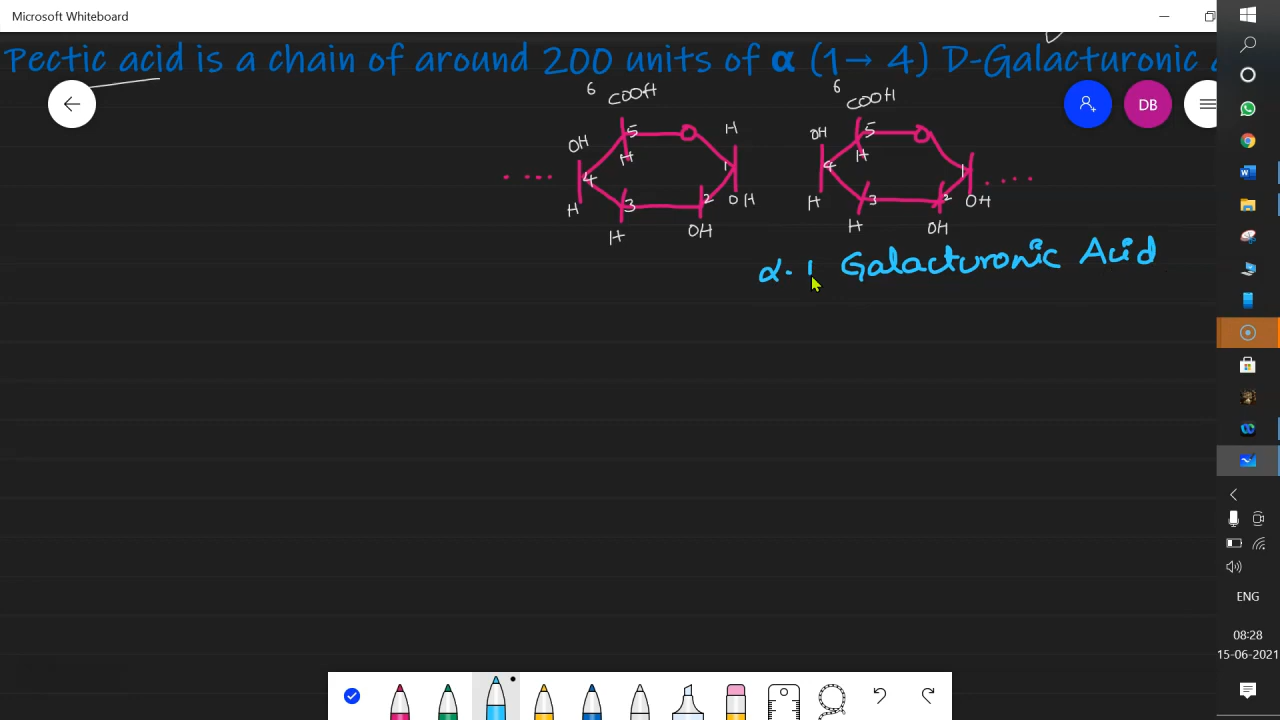 Microsoft Whiteboard
Pectic acid is a chain of around 200 units of α (1→ 4) D-Galacturonic
DB
6 COOH
OH 5 O H
H
4 1
H 3 2 OH
H OH
6 COOH
OH 5 O
H
4 1
H 3 2 OH
H OH
α. 1 Galacturonic Acid
ENG
08:28
15-06-2021